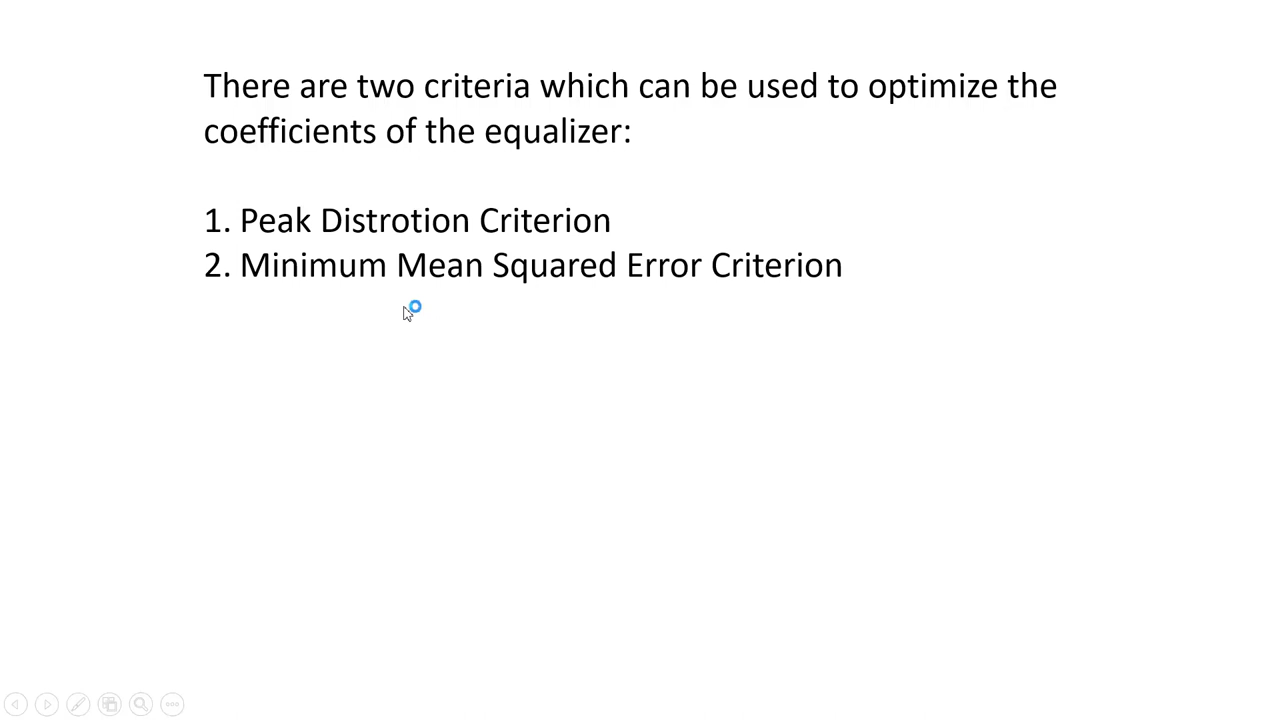 There are two criteria which can be used to optimize the
coefficients of the equalizer:
1. Peak Distrotion Criterion
2. Minimum Mean Squared Error Criterion